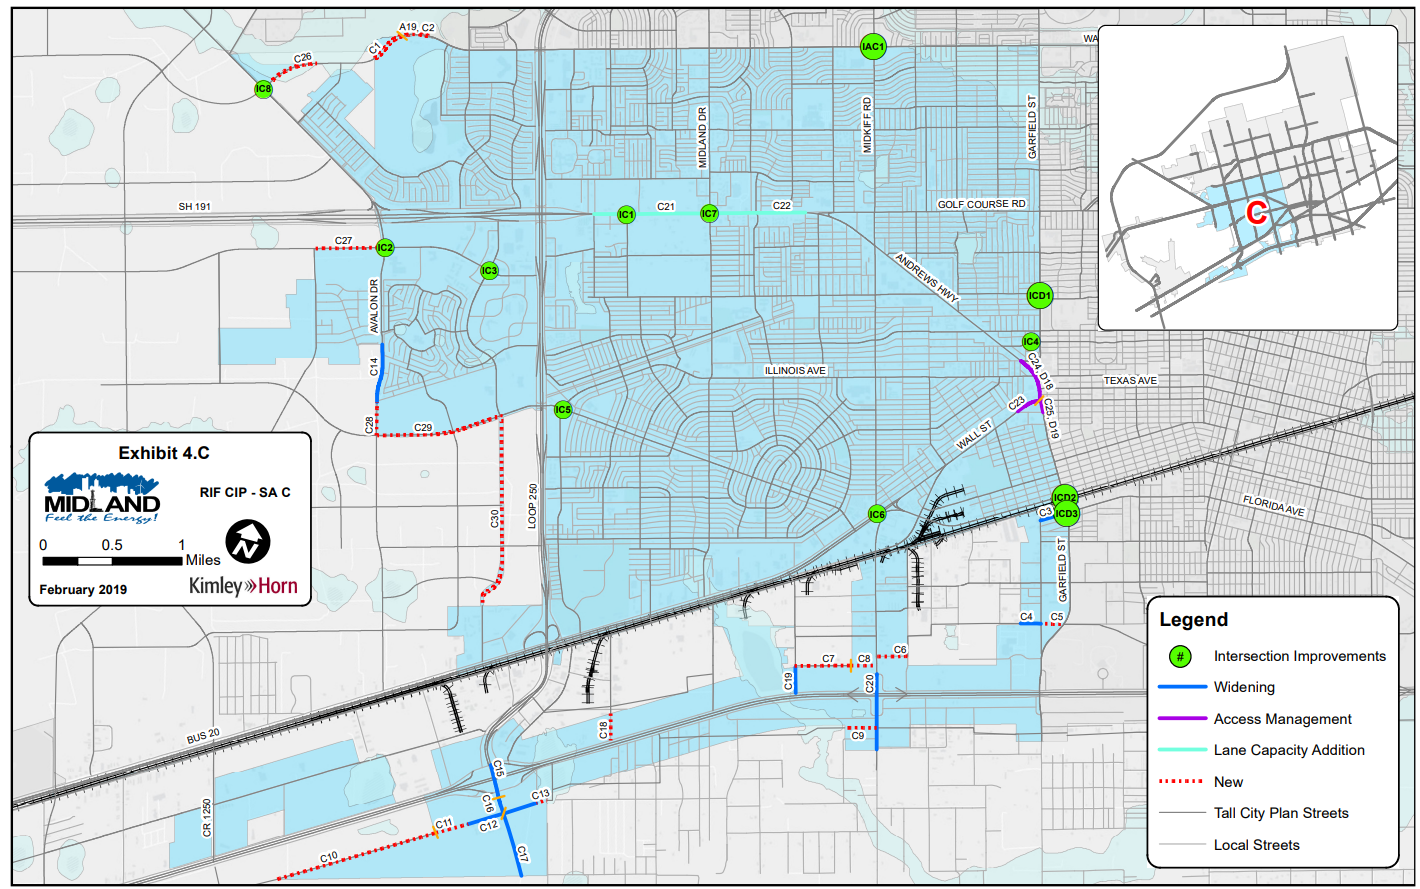 A19
C2
C1
C26
IC8
IAC1
WA
MIDLAND DR
MIDKIFF RD
GARFIELD ST
SH 191
C21
C22
IC1
IC7
GOLF COURSE RD
C
C27
IC2
IC3
ANDREWS HWY
ICD1
AVALON DR
IC4
C14
ILLINOIS AVE
C24, D18
TEXAS AVE
C23
C25, D19
IC5
C28
C29
WALL ST
Exhibit 4.C
MIDLAND
Feel the Energy!
RIF CIP - SA C
N
0 0.5 1
Miles
February 2019
Kimley»Horn
C30
LOOP 250
IC6
ICD2
C3
ICD3
FLORIDA AVE
GARFIELD ST
C4
C5
C6
C7
C8
C19
C20
C18
C9
BUS 20
C15
C16
C13
C12
C11
C17
C10
CR 1250
Legend
# Intersection Improvements
Widening
Access Management
Lane Capacity Addition
New
Tall City Plan Streets
Local Streets